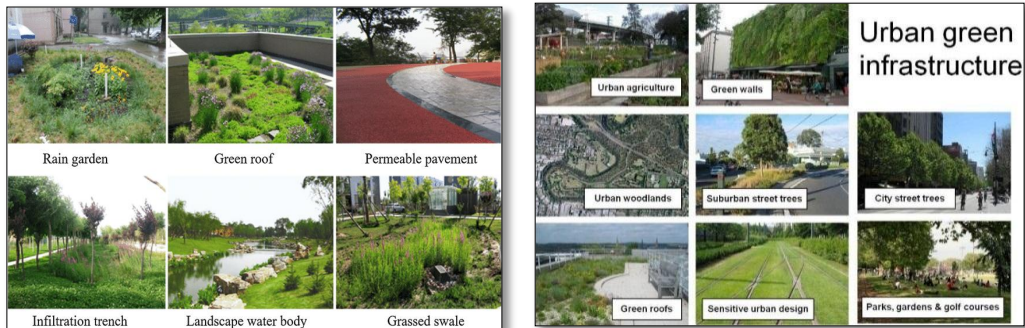 Rain garden
Green roof
Permeable pavement
Infiltration trench
Landscape water body
Grassed swale
Urban green
infrastructure
Urban agriculture
Green walls
Urban woodlands
Suburban street trees
City street trees
Green roofs
Sensitive urban design
Parks, gardens & golf courses